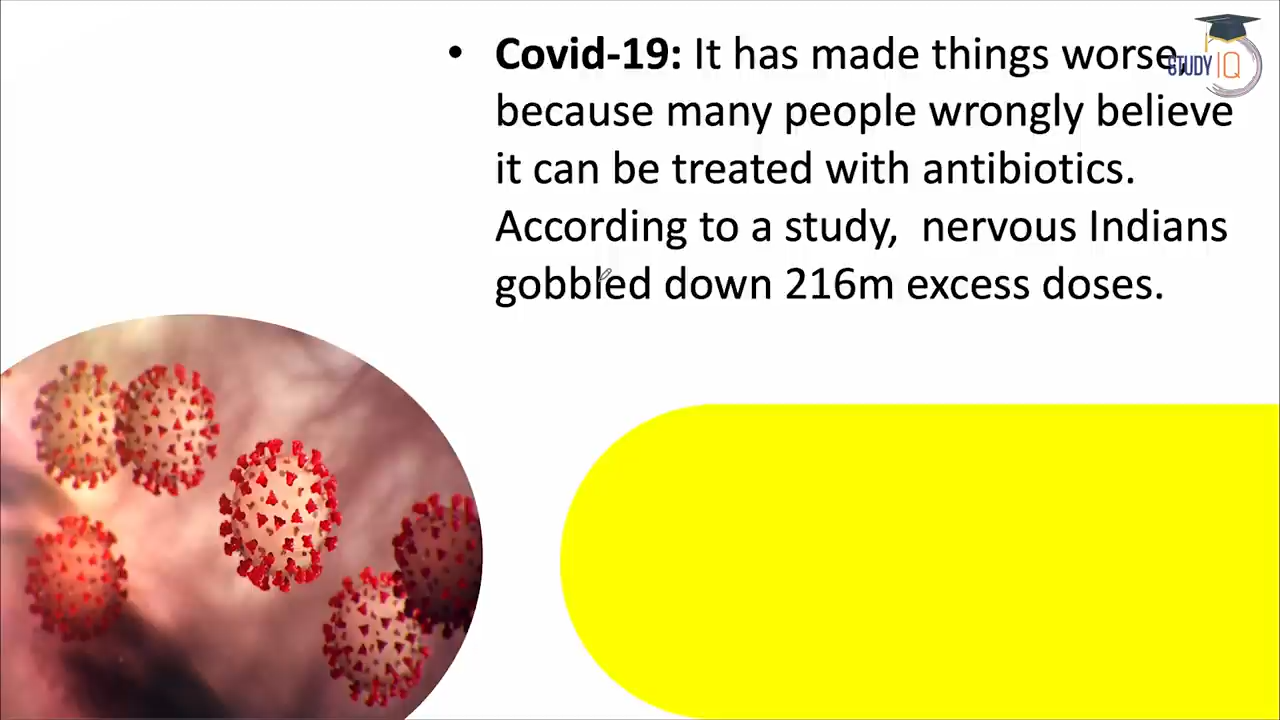 • Covid-19: It has made things worse,
because many people wrongly believe
it can be treated with antibiotics.
According to a study,  nervous Indians
gobbled down 216m excess doses.
STUDY IQ